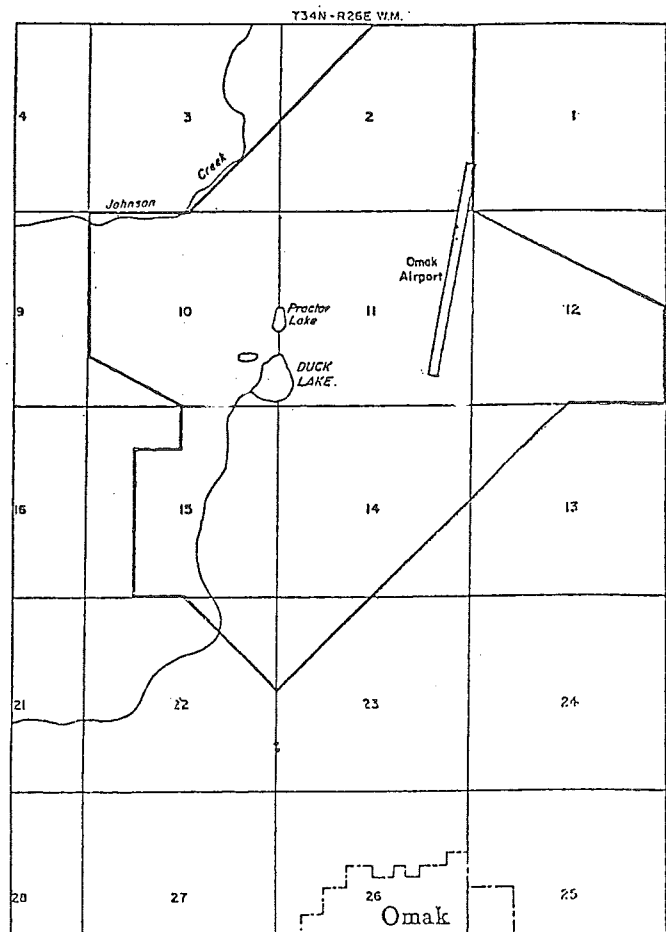 T34N-R26E W.M.
4
3
2
1
Creek
Johnson
Omak
Airport
9
10
Proctor
Lake
11
12
DUCK
LAKE.
16
15
14
13
21
22
23
24
28
27
26
25
Omak